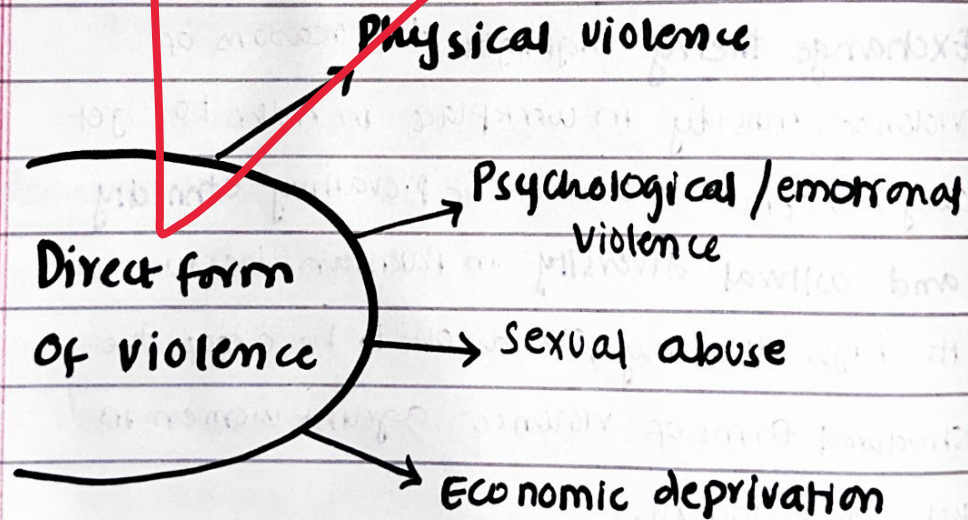 Physical violence
Psychological/emotional
violence
Direct form
of violence
sexual abuse
Economic deprivation